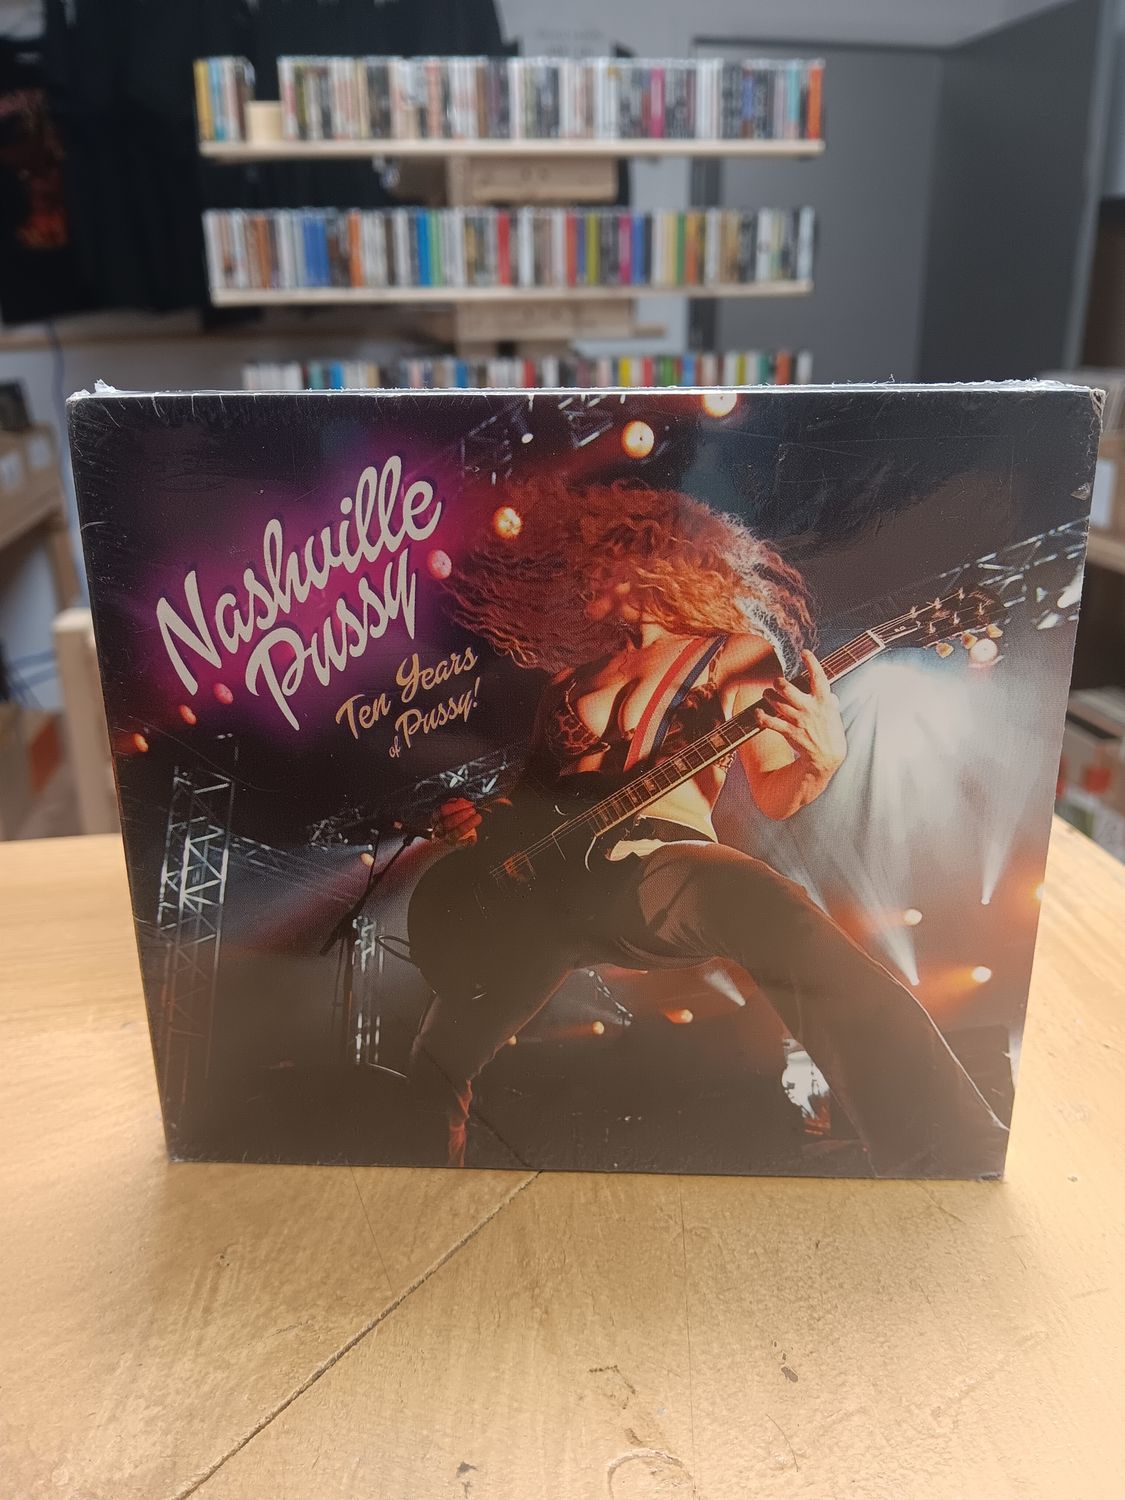 Nashville
Pussy
Ten Years
of Pussy!